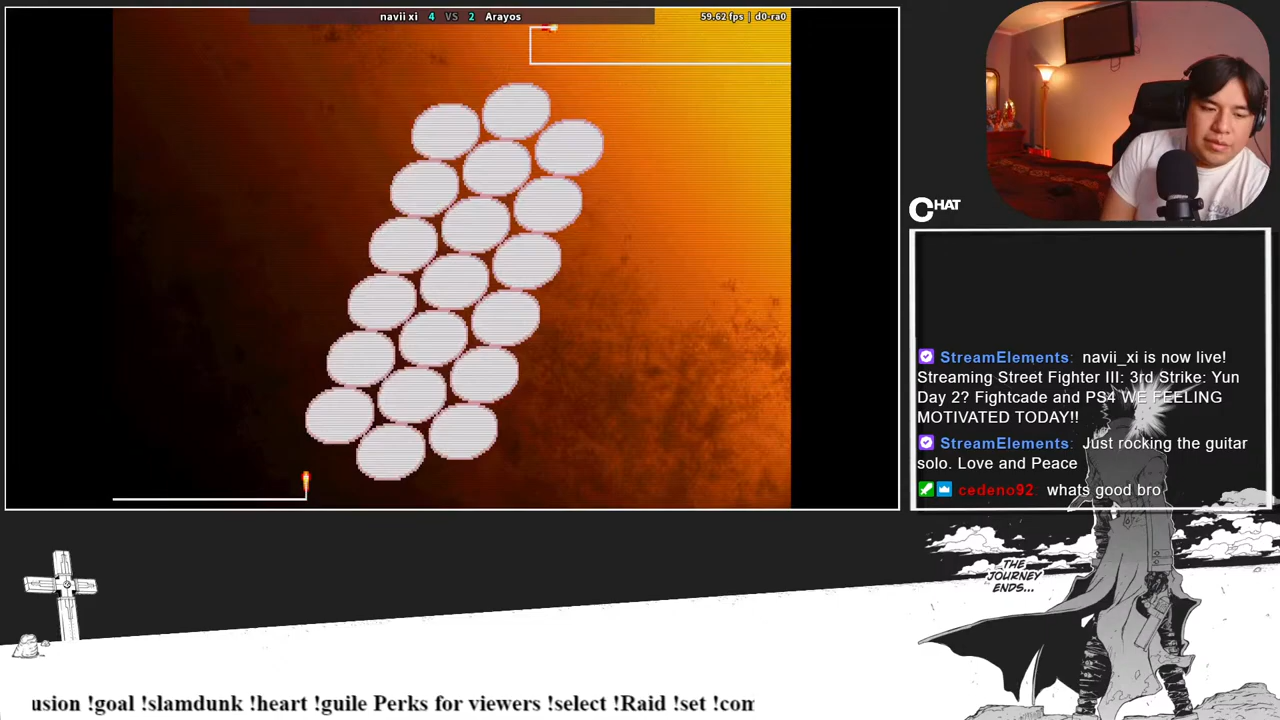 navii xi 4 VS 2 Arayos
59.62 fps | d0-ra0
CHAT
StreamElements: navii_xi is now live!
Streaming Street Fighter III: 3rd Strike: Yun
Day 2? Fightcade and PS4 WE FEELING
MOTIVATED TODAY!!
StreamElements: Just rocking the guitar
solo. Love and Peace
cedeno92: whats good bro
THE
JOURNEY
ENDS...
usion !goal !slamdunk !heart !guile Perks for viewers !select !Raid !set !com